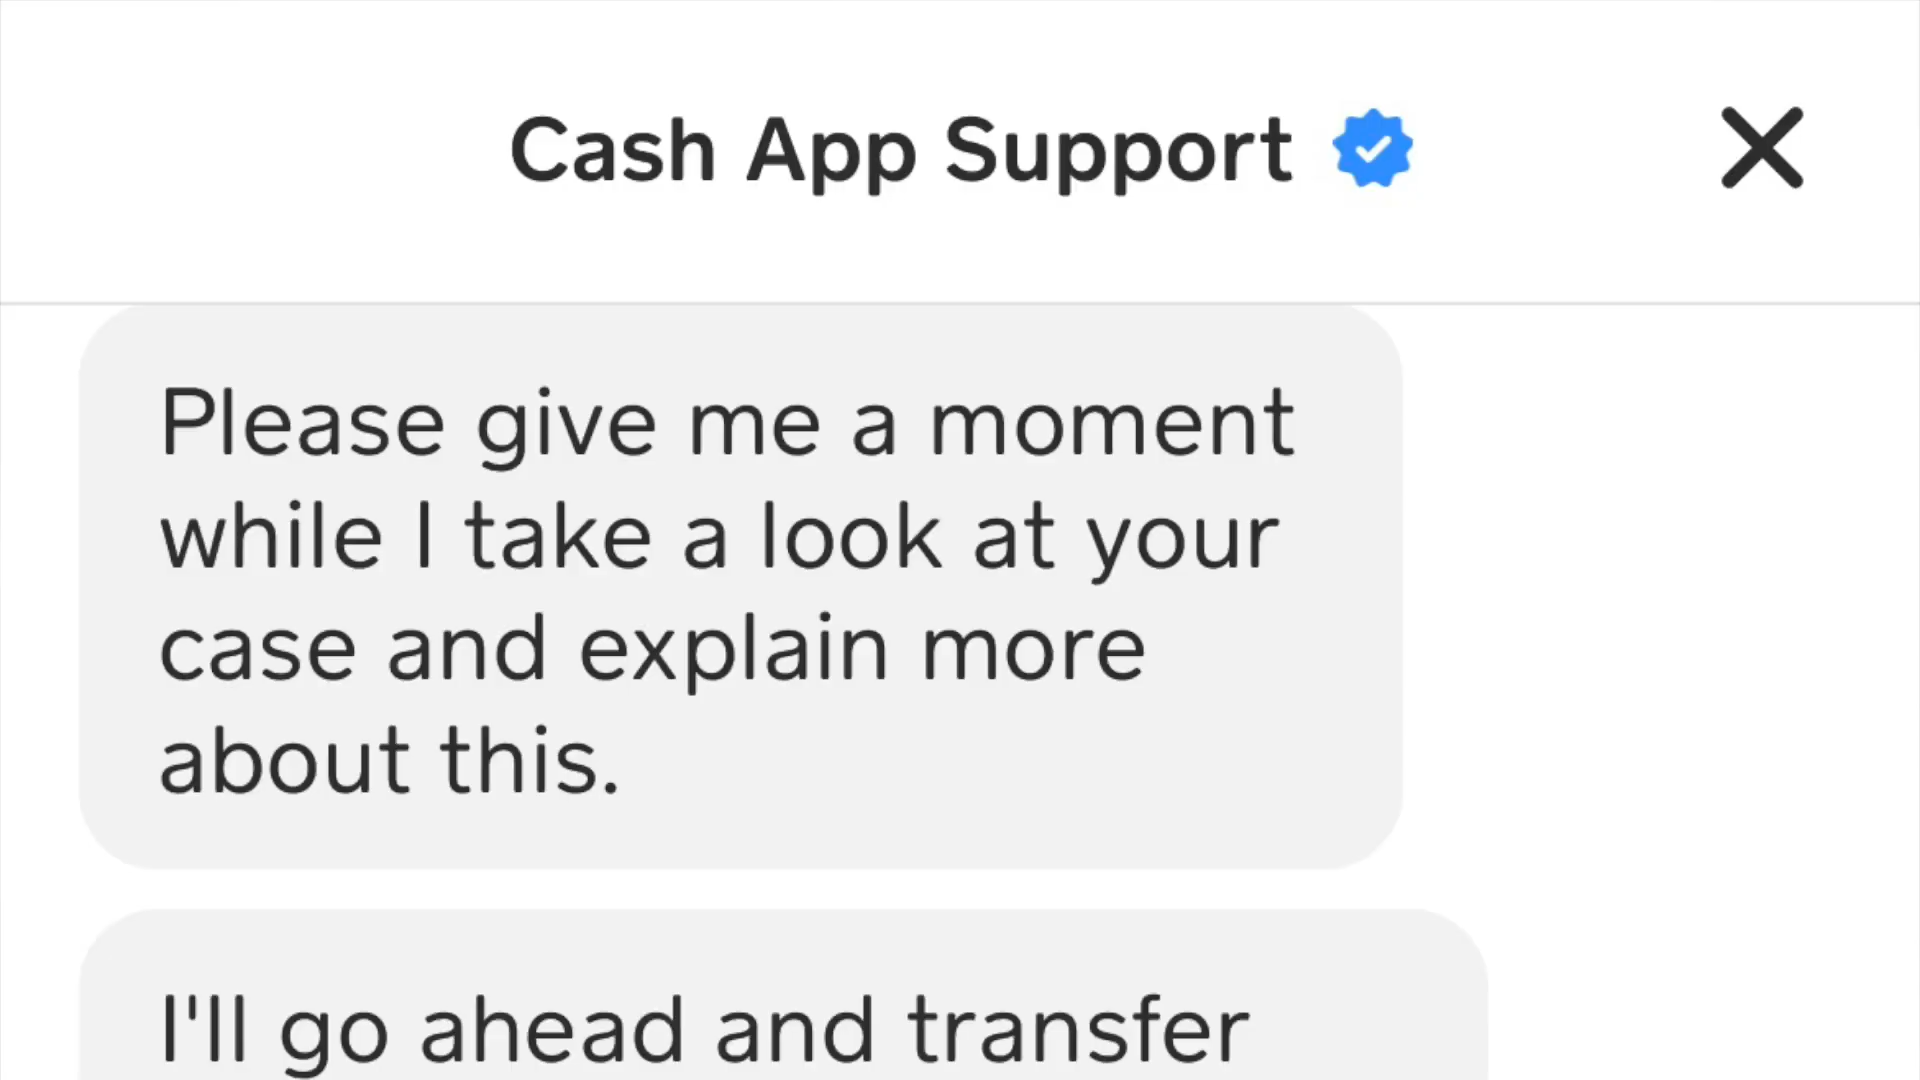 Cash App Support
Please give me a moment
while I take a look at your
case and explain more
about this.
I'll go ahead and transfer